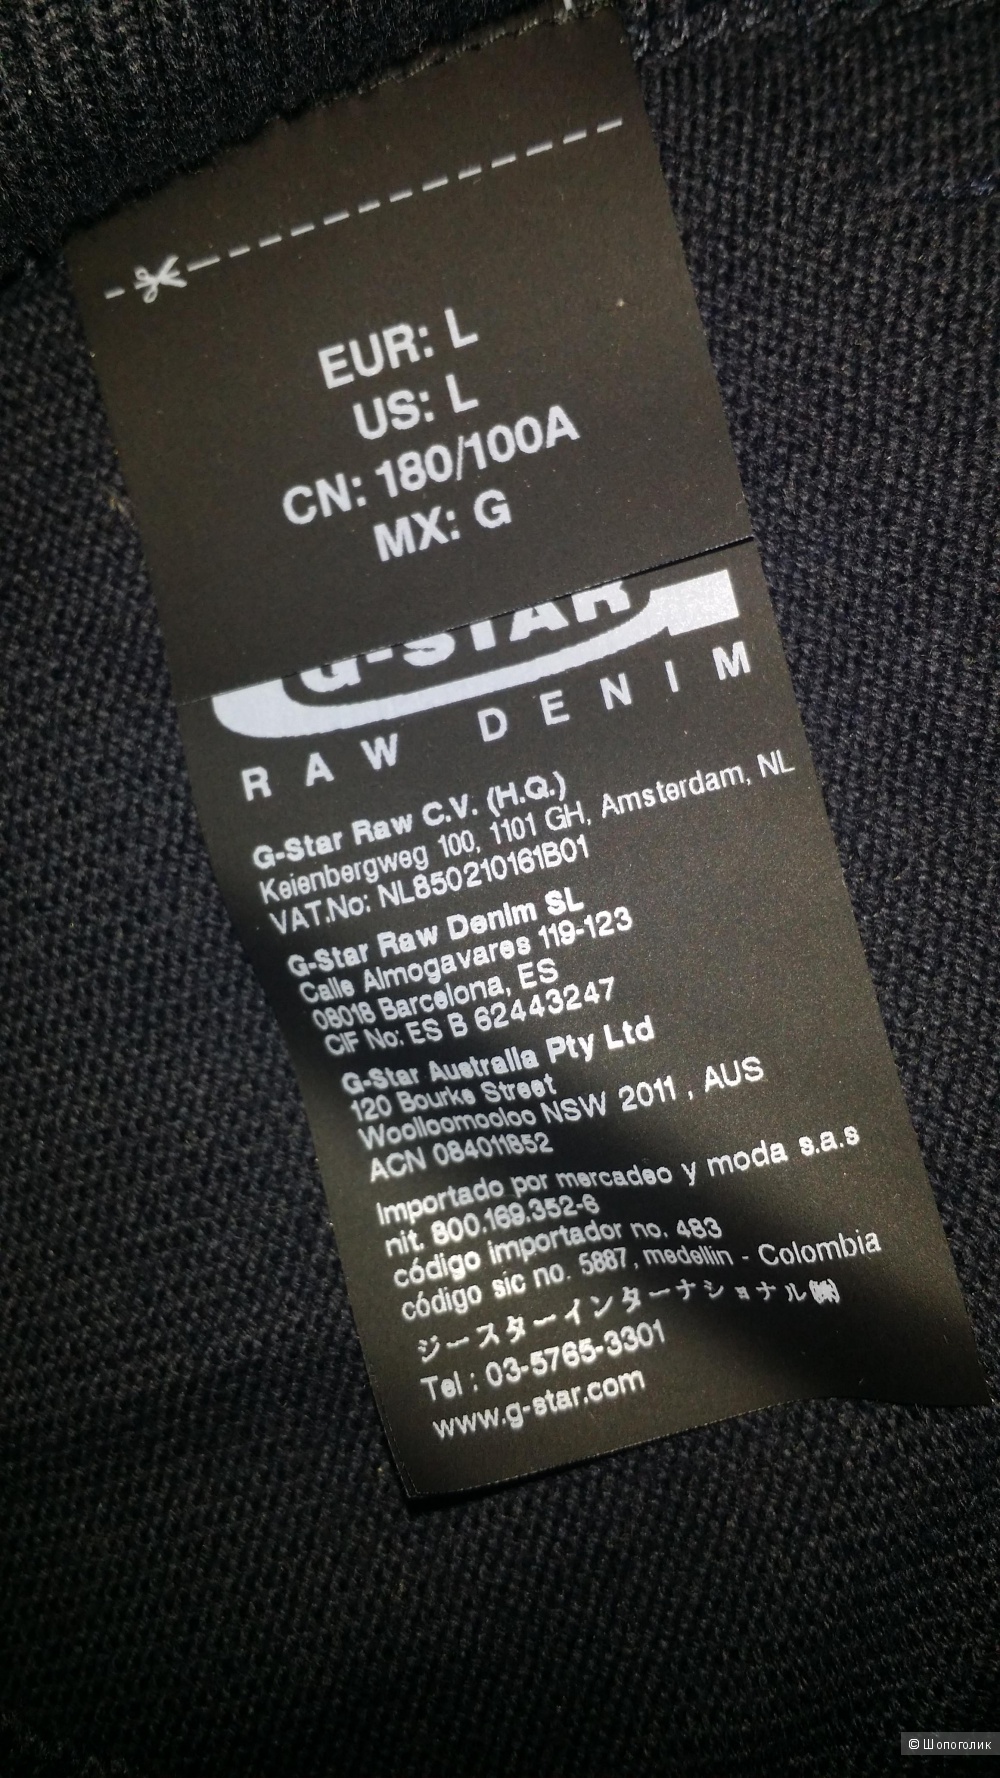 EUR: L
US: L
CN: 180/100A
MX: G
G-STAR
RAW DENIM
G-Star Raw C.V. (H.Q.)
Keienbergweg 100, 1101 GH, Amsterdam, NL
VAT.No: NL850210161B01
G-Star Raw Denim SL
Calle Almogavares 119-123
08018 Barcelona, ES
CIF No: ES B 62443247
G-Star Australia Pty Ltd
120 Bourke Street
Woolloomooloo NSW 2011 , AUS
ACN 084011852
Importado por mercadeo y moda s.a.s
nit. 800.169.352-6
código importador no. 483
código sic no. 5887, medellin - Colombia
ジースターインターナショナル㈱
Tel : 03-5765-3301
www.g-star.com
© Шопоголик